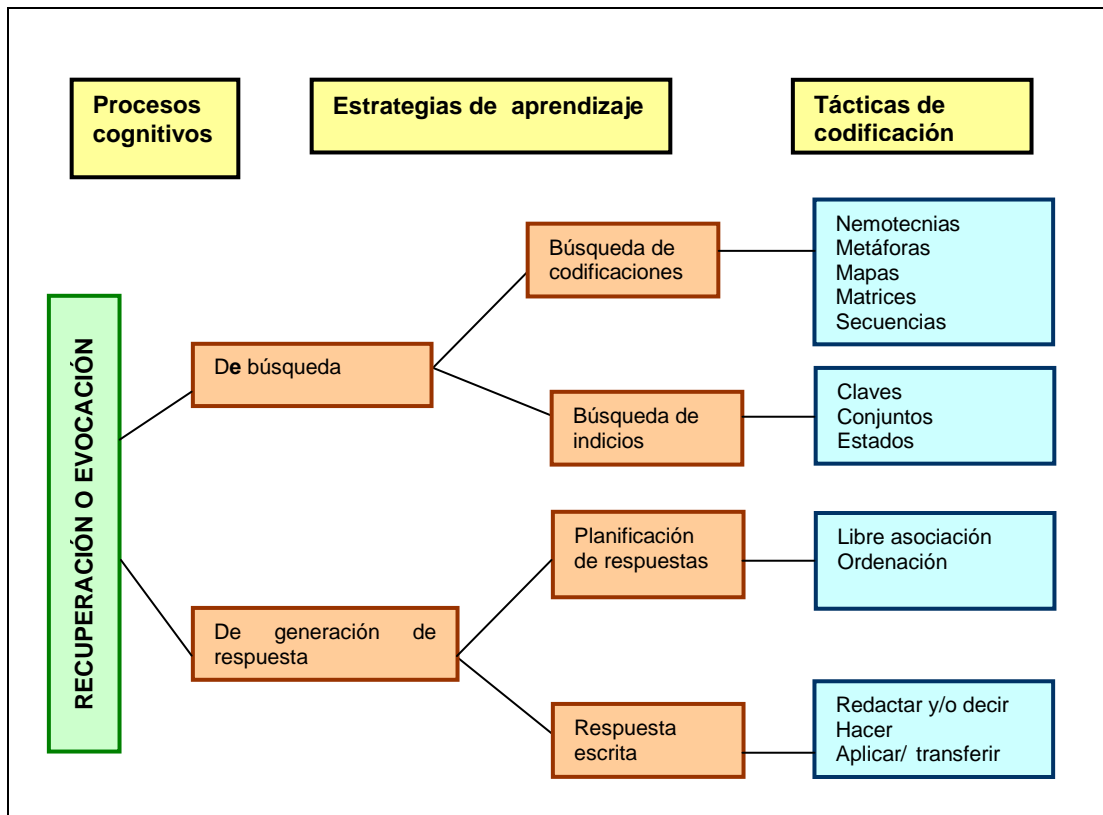 Procesos
cognitivos
Estrategias de aprendizaje
Tácticas de
codificación
RECUPERACIÓN O EVOCACIÓN
De búsqueda
Búsqueda de
codificaciones
Nemotecnias
Metáforas
Mapas
Matrices
Secuencias
Búsqueda de
indicios
Claves
Conjuntos
Estados
De generación de
respuesta
Planificación
de respuestas
Libre asociación
Ordenación
Respuesta
escrita
Redactar y/o decir
Hacer
Aplicar/ transferir